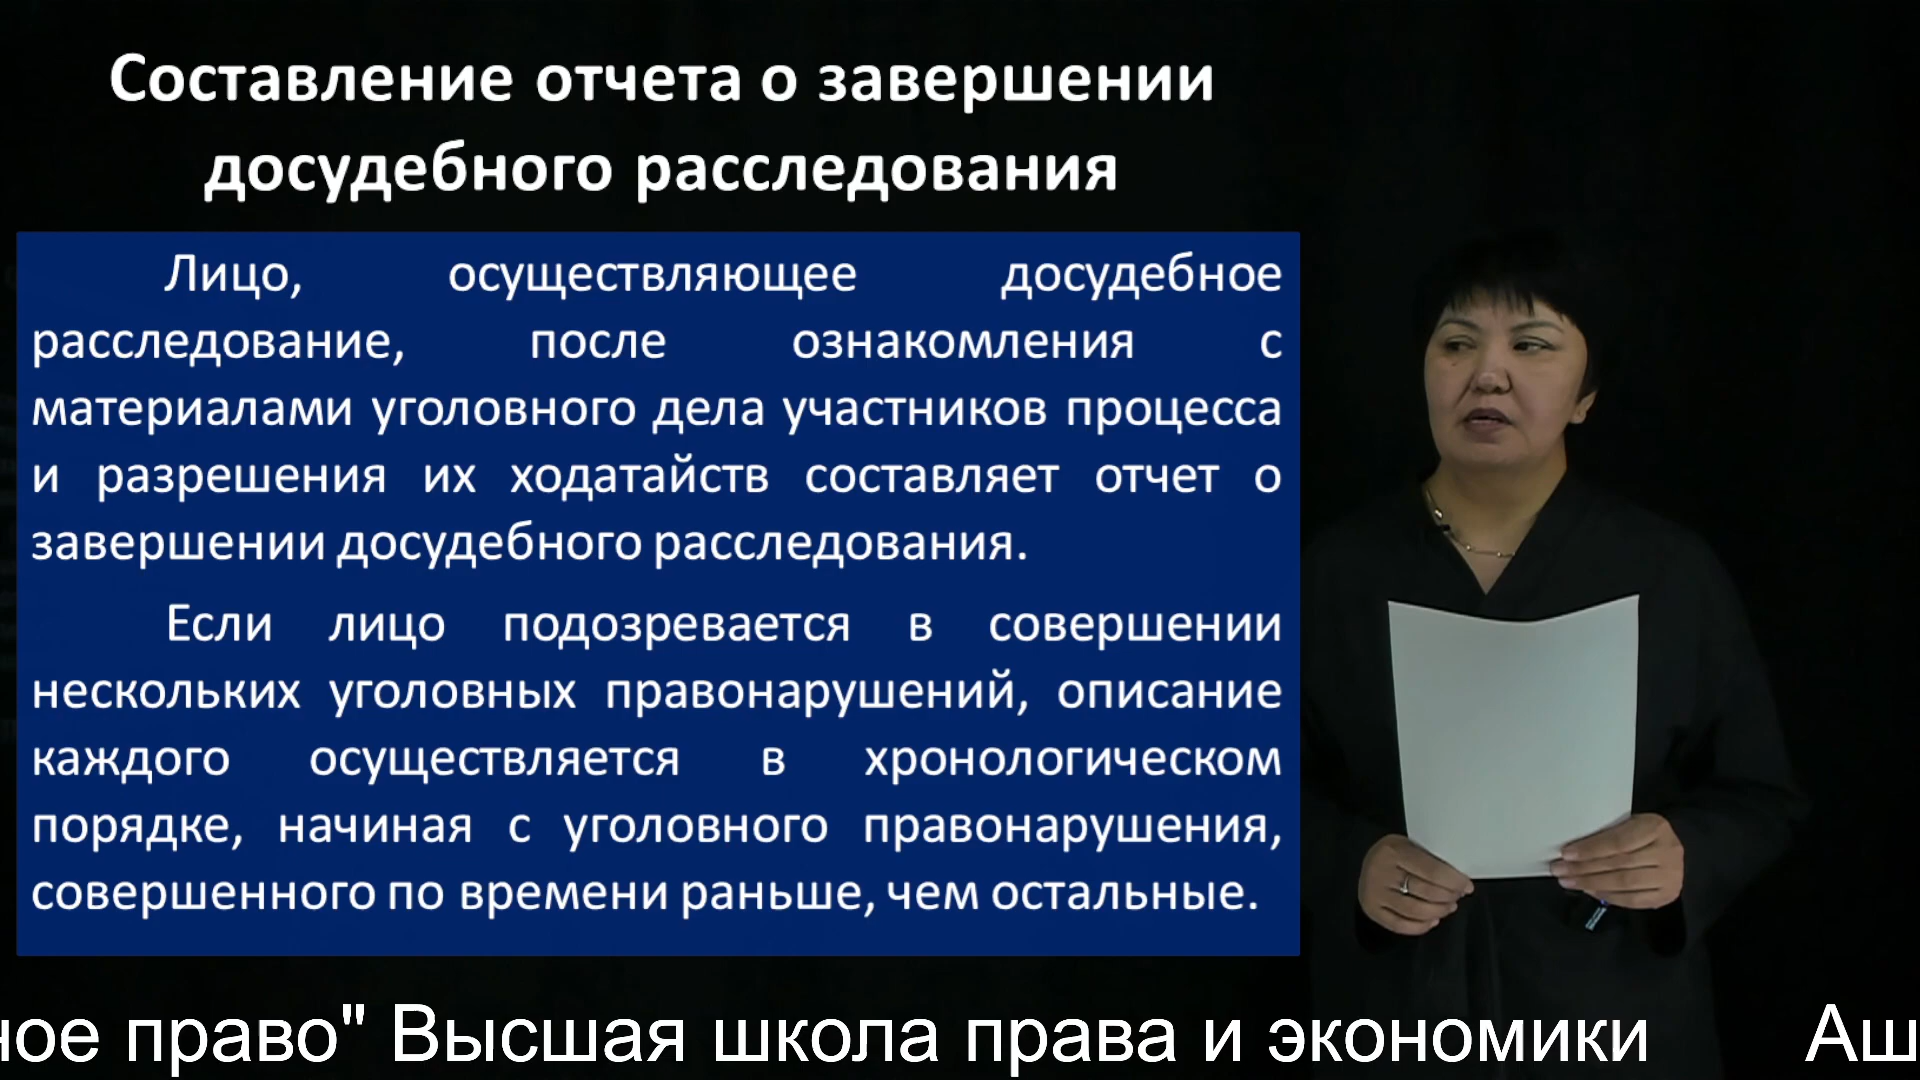 Составление отчета о завершении
досудебного расследования
Лицо, осуществляющее досудебное
расследование, после ознакомления с
материалами уголовного дела участников процесса
и разрешения их ходатайств составляет отчет о
завершении досудебного расследования.
Если лицо подозревается в совершении
нескольких уголовных правонарушений, описание
каждого осуществляется в хронологическом
порядке, начиная с уголовного правонарушения,
совершенного по времени раньше, чем остальные.
ное право" Высшая школа права и экономики Аш